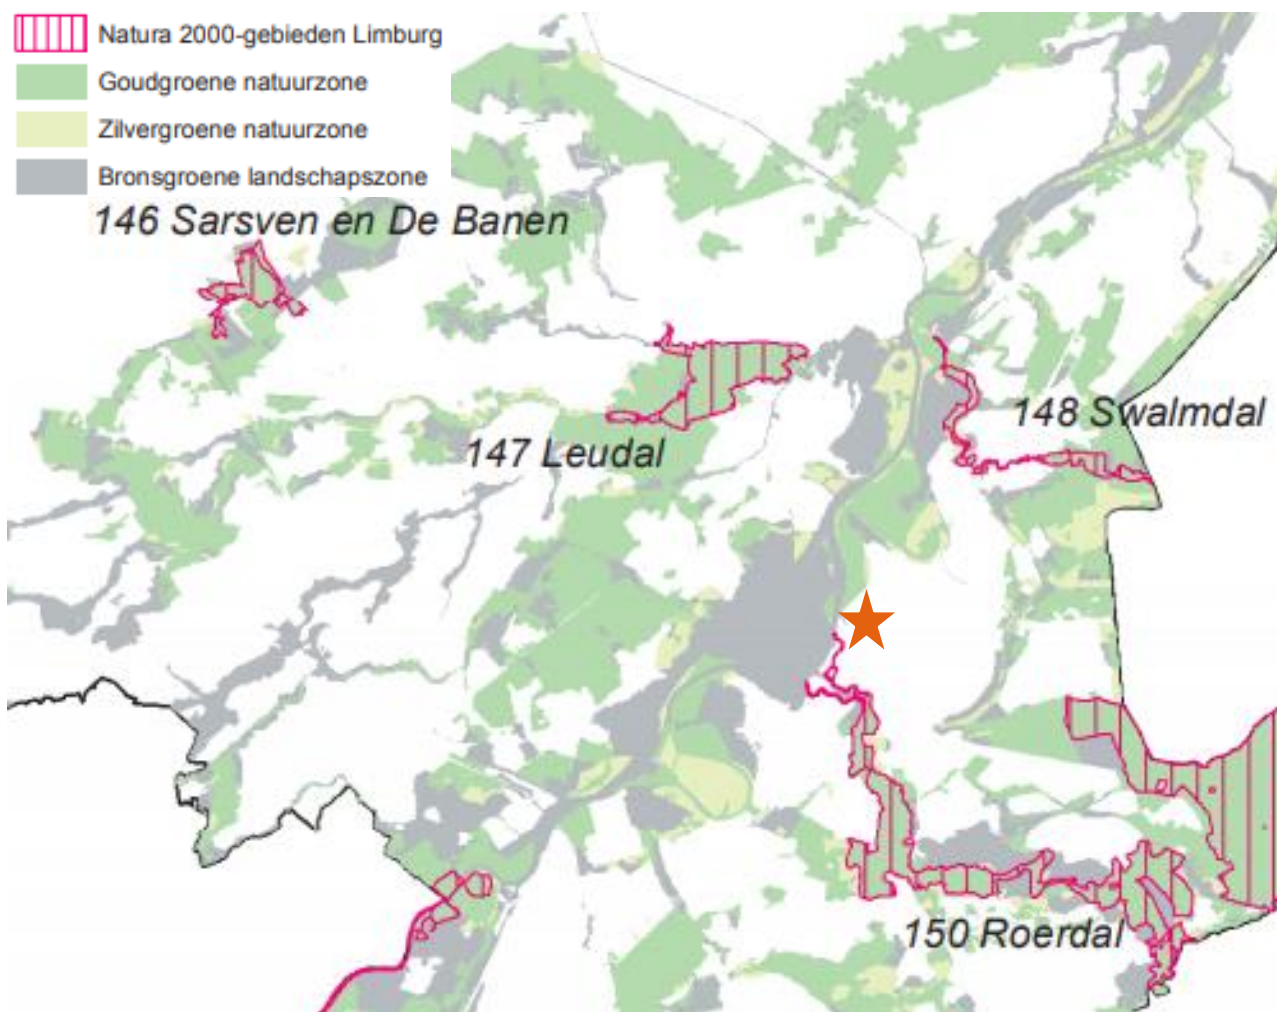 Natura 2000-gebieden Limburg
Goudgroene natuurzone
Zilvergroene natuurzone
Bronsgroene landschapszone
146 Sarsven en De Banen
148 Swalmdal
147 Leudal
150 Roerdal